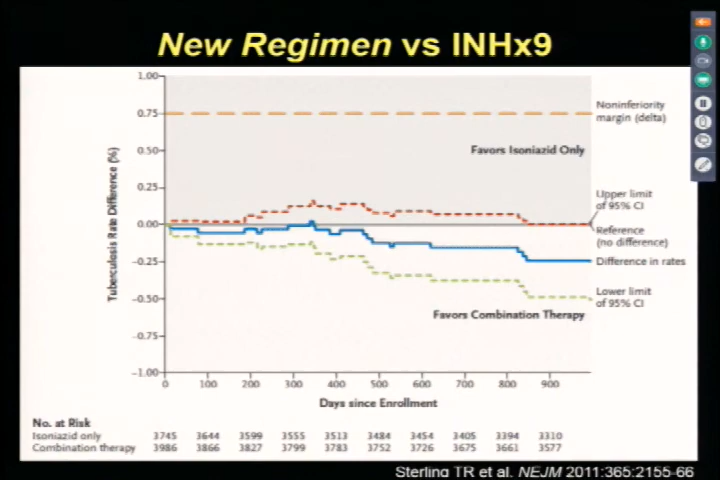 New Regimen vs INHx9
1.00
0.75
0.50
0.25
0.00
-0.25
-0.50
-0.75
-1.00
Tuberculosis Rate Difference (%)
Noninferiority
margin (delta)
Favors Isoniazid Only
Upper limit
of 95% CI
Reference
(no difference)
Difference in rates
Lower limit
of 95% CI
Favors Combination Therapy
0 100 200 300 400 500 600 700 800 900
Days since Enrollment
No. at Risk
Isoniazid only 3745 3644 3599 3555 3513 3484 3454 3405 3394 3310
Combination therapy 3986 3866 3827 3799 3783 3752 3726 3675 3661 3577
Sterling TR et al. NEJM 2011:365:2155-66